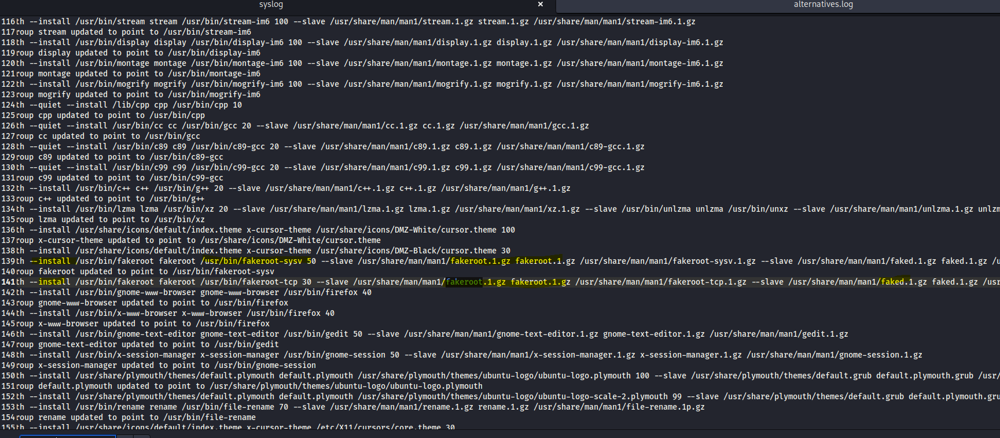 syslog × alternatives.log
116th --install /usr/bin/stream stream /usr/bin/stream-im6 100 --slave /usr/share/man/man1/stream.1.gz stream.1.gz /usr/share/man/man1/stream-im6.1.gz
117roup stream updated to point to /usr/bin/stream-im6
118th --install /usr/bin/display display /usr/bin/display-im6 100 --slave /usr/share/man/man1/display.1.gz display.1.gz /usr/share/man/man1/display-im6.1.gz
119roup display updated to point to /usr/bin/display-im6
120th --install /usr/bin/montage montage /usr/bin/montage-im6 100 --slave /usr/share/man/man1/montage.1.gz montage.1.gz /usr/share/man/man1/montage-im6.1.gz
121roup montage updated to point to /usr/bin/montage-im6
122th --install /usr/bin/mogrify mogrify /usr/bin/mogrify-im6 100 --slave /usr/share/man/man1/mogrify.1.gz mogrify.1.gz /usr/share/man/man1/mogrify-im6.1.gz
123roup mogrify updated to point to /usr/bin/mogrify-im6
124th --quiet --install /lib/cpp cpp /usr/bin/cpp 10
125roup cpp updated to point to /usr/bin/cpp
126th --quiet --install /usr/bin/cc cc /usr/bin/gcc 20 --slave /usr/share/man/man1/cc.1.gz cc.1.gz /usr/share/man/man1/gcc.1.gz
127roup cc updated to point to /usr/bin/gcc
128th --quiet --install /usr/bin/c89 c89 /usr/bin/c89-gcc 20 --slave /usr/share/man/man1/c89.1.gz c89.1.gz /usr/share/man/man1/c89-gcc.1.gz
129roup c89 updated to point to /usr/bin/c89-gcc
130th --quiet --install /usr/bin/c99 c99 /usr/bin/c99-gcc 20 --slave /usr/share/man/man1/c99.1.gz c99.1.gz /usr/share/man/man1/c99-gcc.1.gz
131roup c99 updated to point to /usr/bin/c99-gcc
132th --install /usr/bin/c++ c++ /usr/bin/g++ 20 --slave /usr/share/man/man1/c++.1.gz c++.1.gz /usr/share/man/man1/g++.1.gz
133roup c++ updated to point to /usr/bin/g++
134th --install /usr/bin/lzma lzma /usr/bin/xz 20 --slave /usr/share/man/man1/lzma.1.gz lzma.1.gz /usr/share/man/man1/xz.1.gz --slave /usr/bin/unlzma unlzma /usr/bin/unxz --slave /usr/share/man/man1/unlzma.1.gz unlzm
135roup lzma updated to point to /usr/bin/xz
136th --install /usr/share/icons/default/index.theme x-cursor-theme /usr/share/icons/DMZ-White/cursor.theme 100
137roup x-cursor-theme updated to point to /usr/share/icons/DMZ-White/cursor.theme
138th --install /usr/share/icons/default/index.theme x-cursor-theme /usr/share/icons/DMZ-Black/cursor.theme 30
139th --install /usr/bin/fakeroot fakeroot /usr/bin/fakeroot-sysv 50 --slave /usr/share/man/man1/fakeroot.1.gz fakeroot.1.gz /usr/share/man/man1/fakeroot-sysv.1.gz --slave /usr/share/man/man1/faked.1.gz faked.1.gz /u
140roup fakeroot updated to point to /usr/bin/fakeroot-sysv
141th --install /usr/bin/fakeroot fakeroot /usr/bin/fakeroot-tcp 30 --slave /usr/share/man/man1/fakeroot.1.gz fakeroot.1.gz /usr/share/man/man1/fakeroot-tcp.1.gz --slave /usr/share/man/man1/faked.1.gz faked.1.gz /usr
142th --install /usr/bin/gnome-www-browser gnome-www-browser /usr/bin/firefox 40
143roup gnome-www-browser updated to point to /usr/bin/firefox
144th --install /usr/bin/x-www-browser x-www-browser /usr/bin/firefox 40
145roup x-www-browser updated to point to /usr/bin/firefox
146th --install /usr/bin/gnome-text-editor gnome-text-editor /usr/bin/gedit 50 --slave /usr/share/man/man1/gnome-text-editor.1.gz gnome-text-editor.1.gz /usr/share/man/man1/gedit.1.gz
147roup gnome-text-editor updated to point to /usr/bin/gedit
148th --install /usr/bin/x-session-manager x-session-manager /usr/bin/gnome-session 50 --slave /usr/share/man/man1/x-session-manager.1.gz x-session-manager.1.gz /usr/share/man/man1/gnome-session.1.gz
149roup x-session-manager updated to point to /usr/bin/gnome-session
150th --install /usr/share/plymouth/themes/default.plymouth default.plymouth /usr/share/plymouth/themes/ubuntu-logo/ubuntu-logo.plymouth 100 --slave /usr/share/plymouth/themes/default.grub default.plymouth.grub /usr/
151roup default.plymouth updated to point to /usr/share/plymouth/themes/ubuntu-logo/ubuntu-logo.plymouth
152th --install /usr/share/plymouth/themes/default.plymouth default.plymouth /usr/share/plymouth/themes/ubuntu-logo/ubuntu-logo-scale-2.plymouth 99 --slave /usr/share/plymouth/themes/default.grub default.plymouth.gru
153th --install /usr/bin/rename rename /usr/bin/file-rename 70 --slave /usr/share/man/man1/rename.1.gz rename.1.gz /usr/share/man/man1/file-rename.1p.gz
154roup rename updated to point to /usr/bin/file-rename
155th --install /usr/share/icons/default/index.theme x-cursor-theme /etc/X11/cursors/core.theme 30